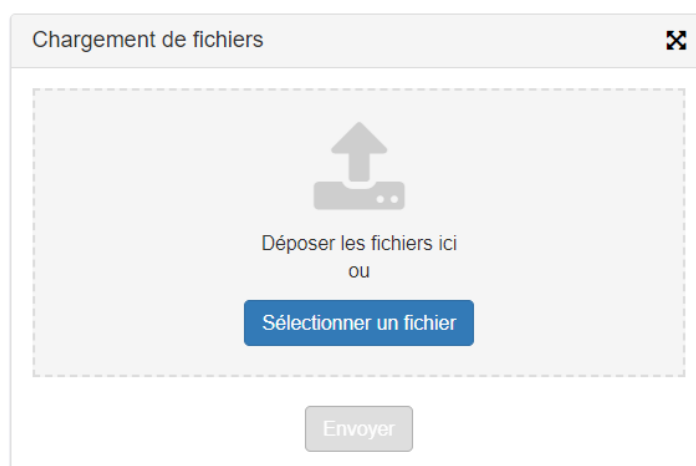 Chargement de fichiers
Déposer les fichiers ici
ou
Sélectionner un fichier
Envoyer